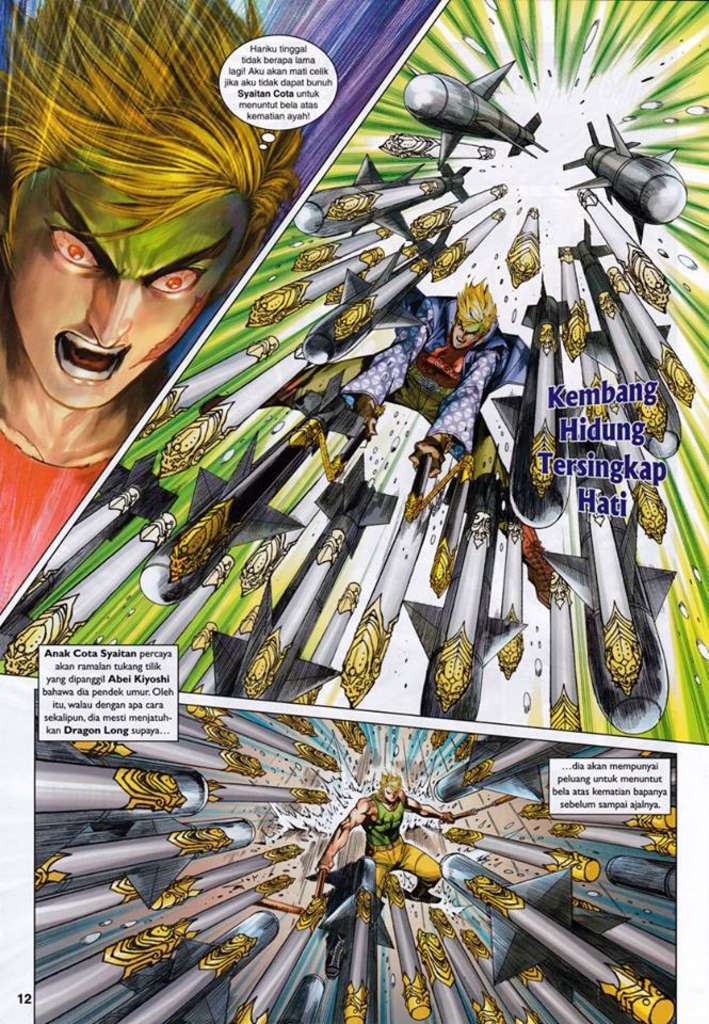 Hariku tinggal
tidak berapa lama
lagi! Aku akan mati celik
jika aku tidak dapat bunuh
Syaitan Cota untuk
menuntut bela atas
kematian ayah!
Kembang
Hidung
Tersingkap
Hati
Anak Cota Syaitan percaya
akan ramalan tukang tilik
yang dipanggil Abei Kiyoshi
bahawa dia pendek umur. Oleh
itu, walau dengan apa cara
sekalipun, dia mesti menjatuh-
kan Dragon Long supaya...
...dia akan mempunyai
peluang untuk menuntut
bela atas kematian bapanya
sebelum sampai ajalnya.
12